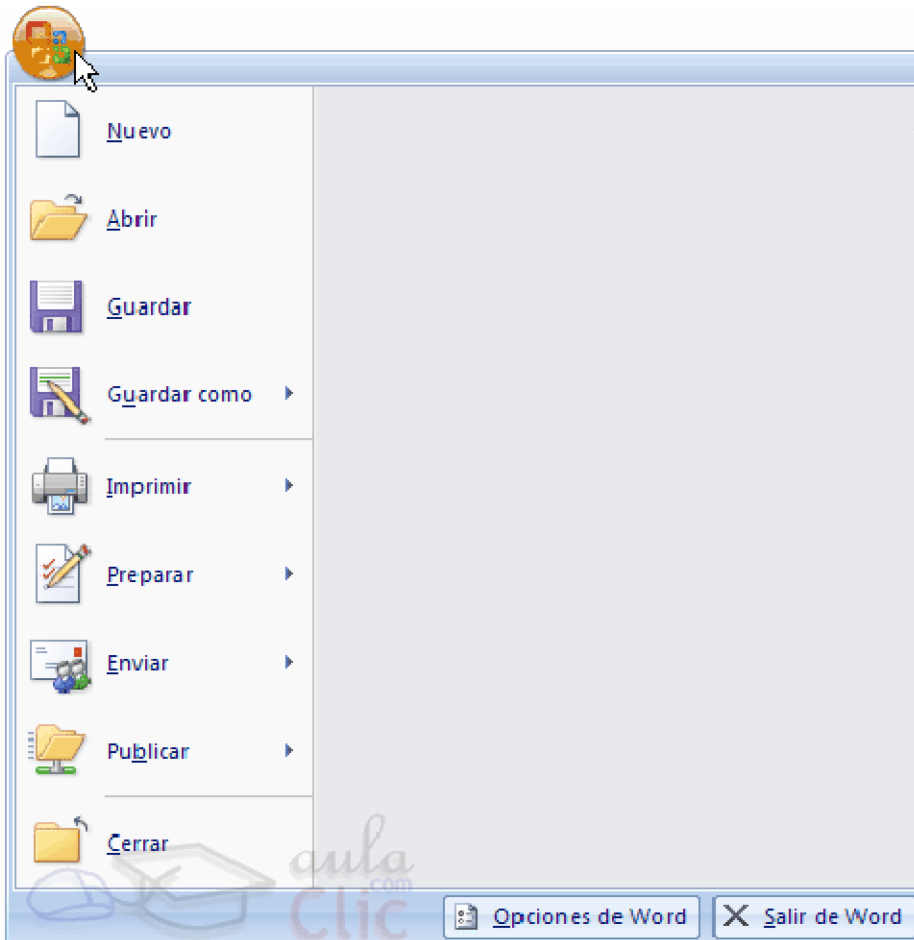 Nuevo
Abrir
Guardar
Guardar como
Imprimir
Preparar
Enviar
Publicar
Cerrar
aula
.com
Clic
Opciones de Word
Salir de Word